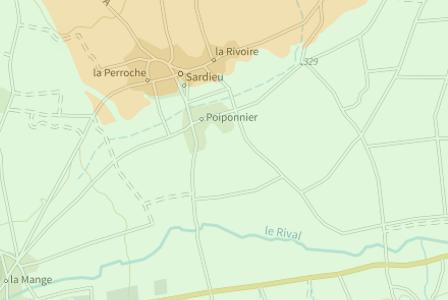 A
la Rivoire
329
la Perroche
Sardieu
Poiponnier
le Rival
la Mange